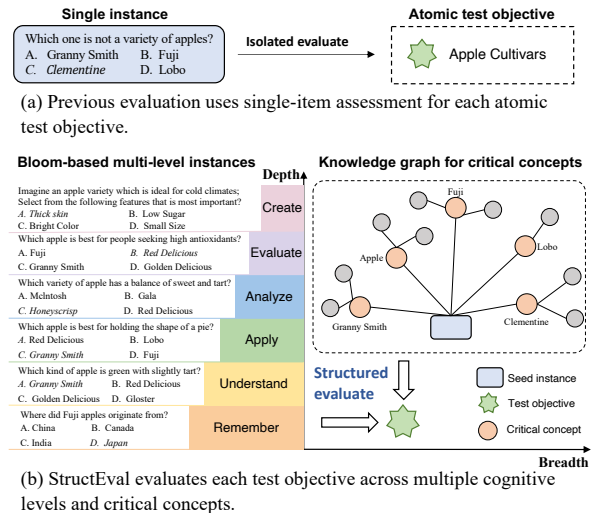 Single instance
Atomic test objective
Which one is not a variety of apples?
A. Granny Smith B. Fuji
C. Clementine D. Lobo
Isolated evaluate
Apple Cultivars
(a) Previous evaluation uses single-item assessment for each atomic
test objective.
Bloom-based multi-level instances
Depth
Knowledge graph for critical concepts
Imagine an apple variety which is ideal for cold climates;
Select from the following features that is most important?
A. Thick skin B. Low Sugar
C. Bright Color D. Small Size
Create
Which apple is best for people seeking high antioxidants?
A. Fuji B. Red Delicious
C. Granny Smith D. Golden Delicious
Evaluate
Which variety of apple has a balance of sweet and tart?
A. McIntosh B. Gala
C. Honeyscrisp D. Red Delicious
Analyze
Which apple is best for holding the shape of a pie?
A. Red Delicious B. Lobo
C. Granny Smith D. Fuji
Apply
Which kind of apple is green with slightly tart?
A. Granny Smith B. Red Delicious
C. Golden Delicious D. Gloster
Understand
Where did Fuji apples originate from?
A. China B. Canada
C. India D. Japan
Remember
Fuji
Lobo
Apple
Granny Smith
Clementine
Structured
evaluate
Seed instance
Test objective
Critical concept
Breadth
(b) StructEval evaluates each test objective across multiple cognitive
levels and critical concepts.